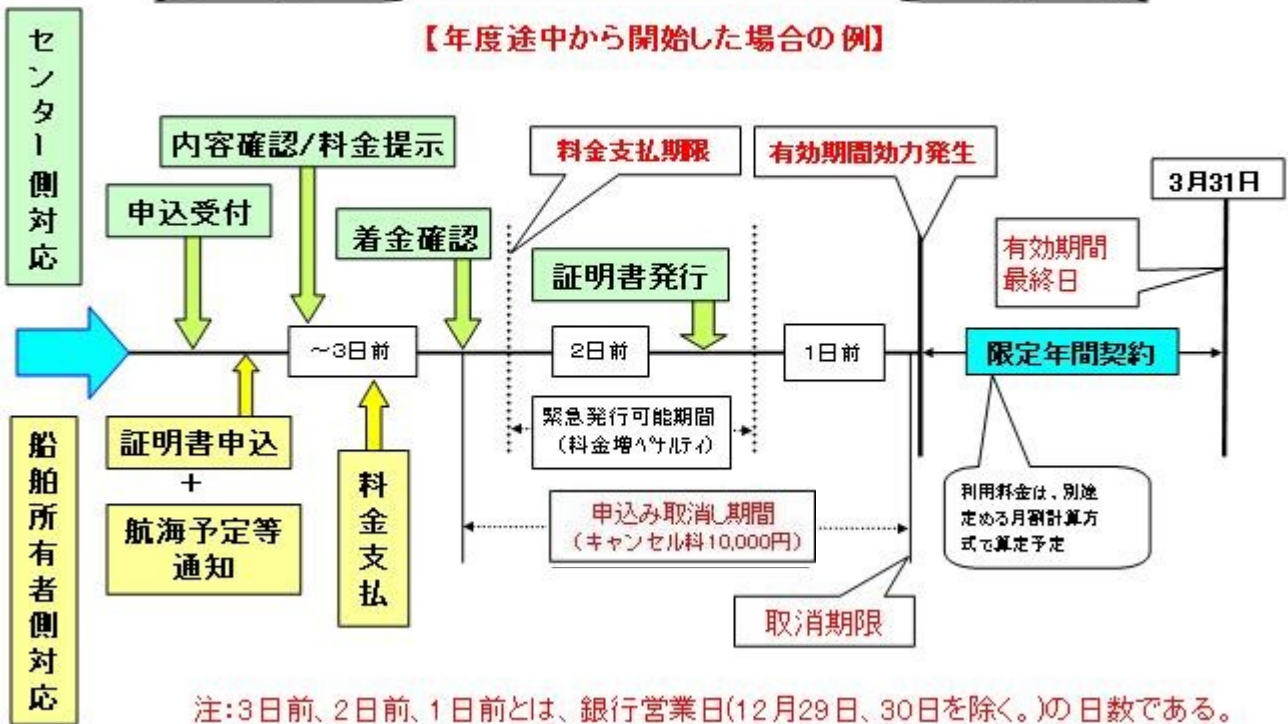 【年度途中から開始した場合の例】
センター側対応
内容確認/料金提示
料金支払期限
有効期間効力発生
3月31日
申込受付
着金確認
証明書発行
有効期間
最終日
～3日前
2日前
1日前
限定年間契約
緊急発行可能期間
(料金増ペナルティ)
船舶所有者側対応
証明書申込
+
航海予定等
通知
料金支払
申込み取消し期間
(キャンセル料10,000円)
利用料金は、別途
定める月割計算方
式で算定予定
取消期限
注:3日前、2日前、1日前とは、銀行営業日(12月29日、30日を除く。)の日数である。